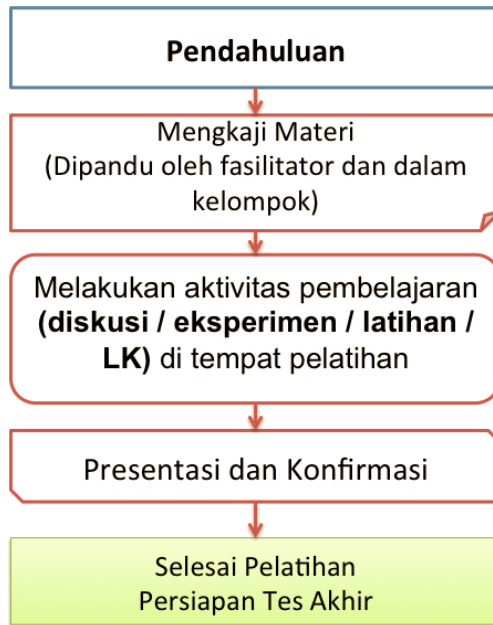 Pendahuluan
Mengkaji Materi
(Dipandu oleh fasilitator dan dalam
kelompok)
Melakukan aktivitas pembelajaran
(diskusi / eksperimen / latihan /
LK) di tempat pelatihan
Presentasi dan Konfirmasi
Selesai Pelatihan
Persiapan Tes Akhir